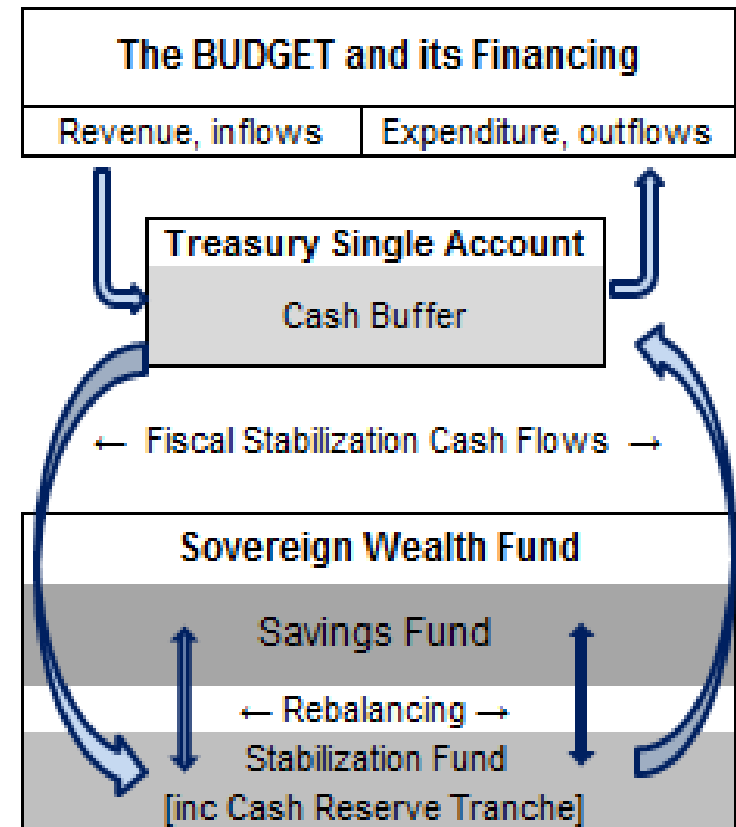 The BUDGET and its Financing
Revenue, inflows
Expenditure, outflows
Treasury Single Account
Cash Buffer
← Fiscal Stabilization Cash Flows →
Sovereign Wealth Fund
Savings Fund
← Rebalancing →
Stabilization Fund
[inc Cash Reserve Tranche]